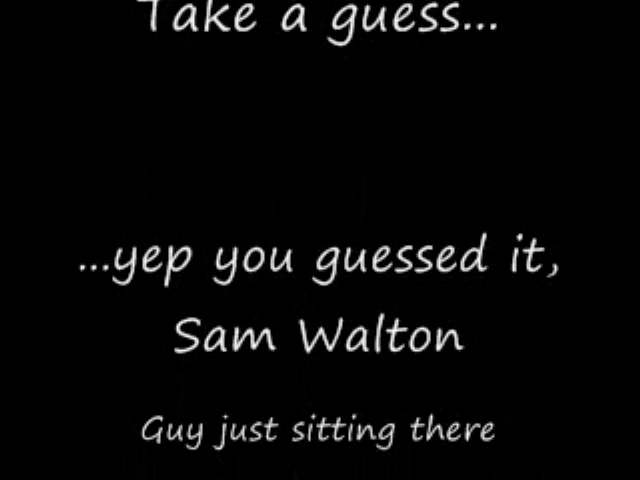 Take a guess...
...yep you guessed it,
Sam Walton
Guy just sitting there